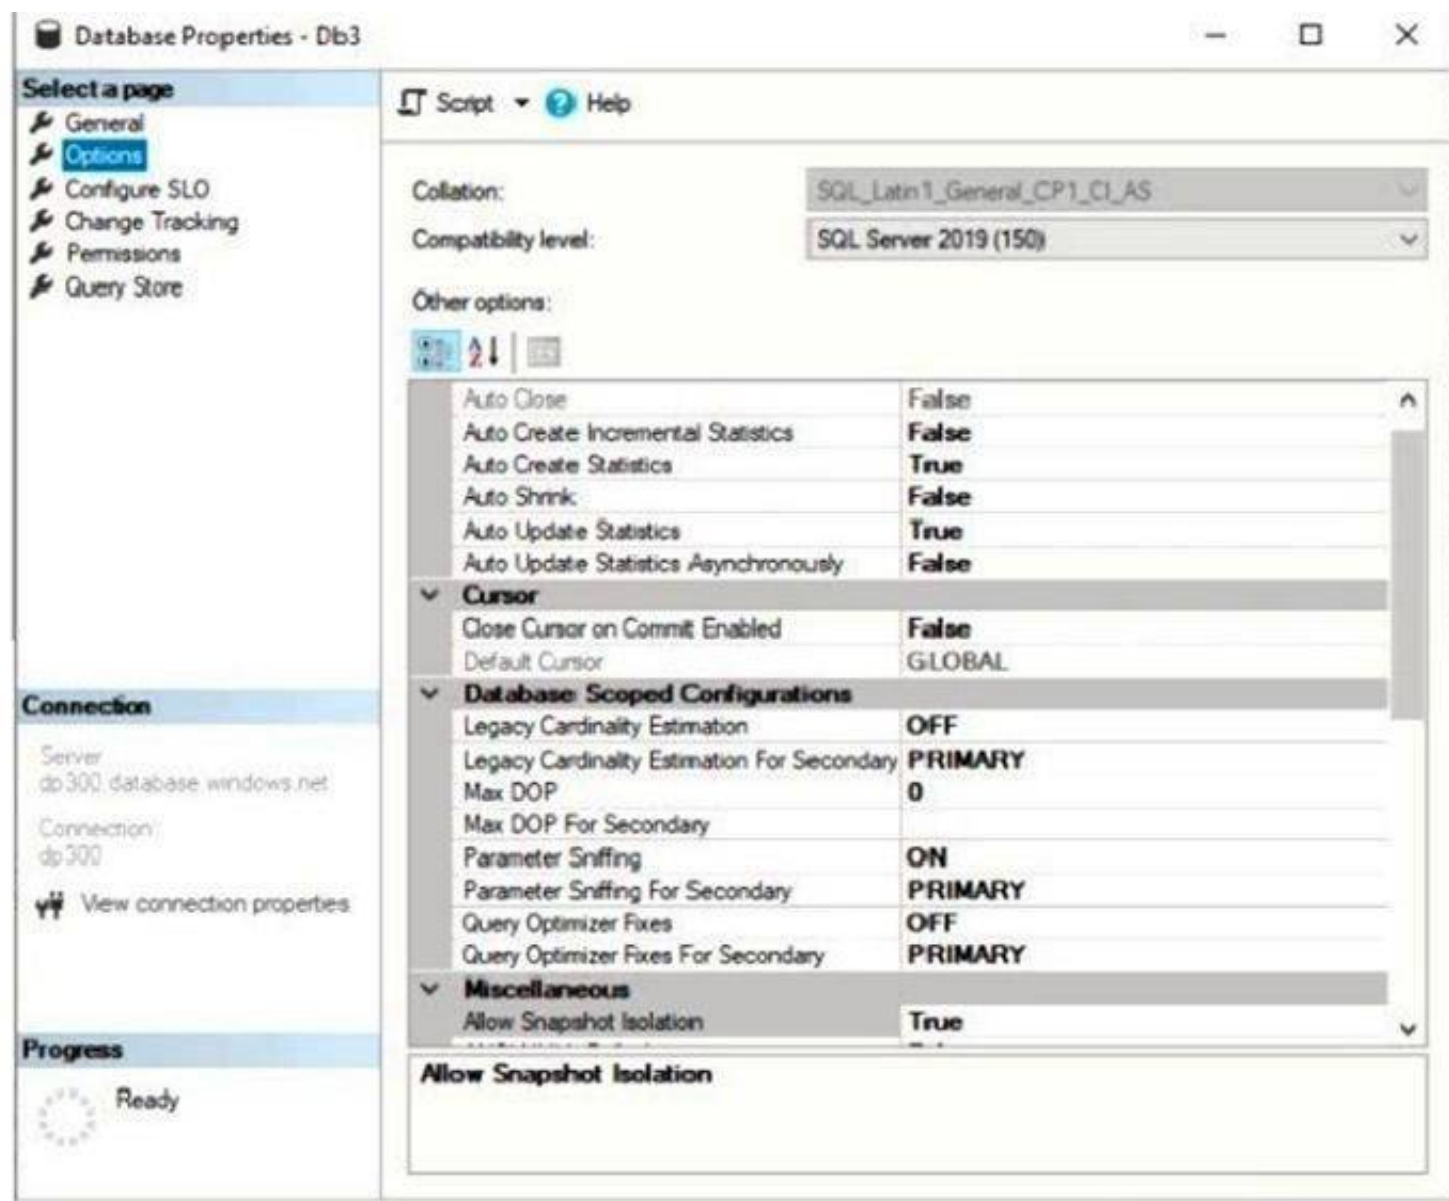 Database Properties - Db3
Select a page
General
Options
Configure SLO
Change Tracking
Permissions
Query Store
Connection
Server
dp300.database.windows.net
Connection:
dp300
View connection properties
Progress
Ready
Script
Help
Collation: SQL_Latin1_General_CP1_CI_AS
Compatibility level: SQL Server 2019 (150)
Other options:
Auto Close False
Auto Create Incremental Statistics False
Auto Create Statistics True
Auto Shrink False
Auto Update Statistics True
Auto Update Statistics Asynchronously False
Cursor
Close Cursor on Commit Enabled False
Default Cursor GLOBAL
Database Scoped Configurations
Legacy Cardinality Estimation OFF
Legacy Cardinality Estimation For Secondary PRIMARY
Max DOP 0
Max DOP For Secondary
Parameter Sniffing ON
Parameter Sniffing For Secondary PRIMARY
Query Optimizer Fixes OFF
Query Optimizer Fixes For Secondary PRIMARY
Miscellaneous
Allow Snapshot Isolation True
Allow Snapshot Isolation